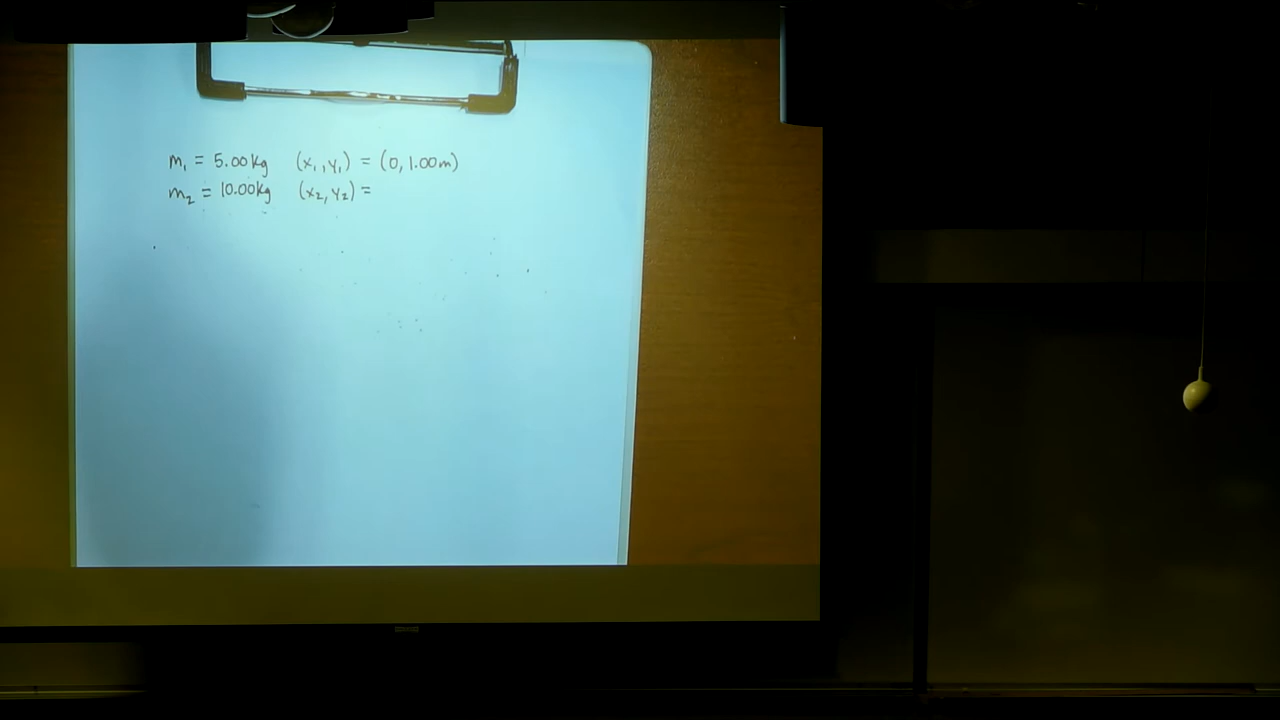 m₁ = 5.00kg (x₁, y₁) = (0, 1.00m)
m₂ = 10.00kg (x₂, y₂) =